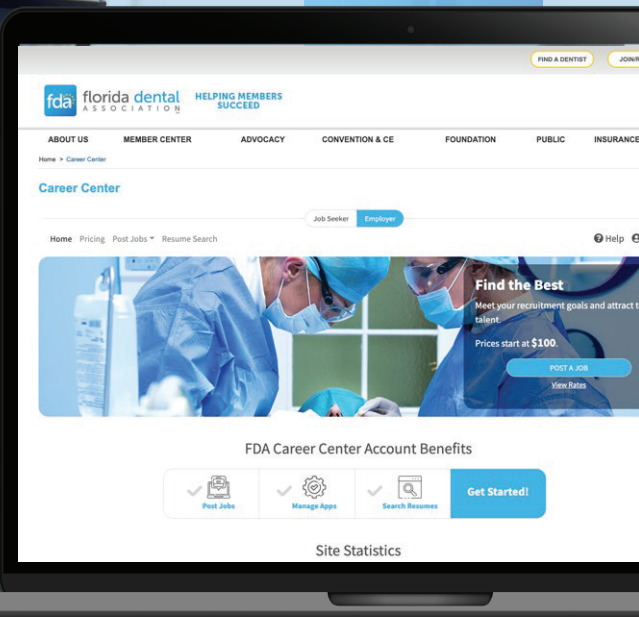 FIND A DENTIST
JOIN/R
fda florida dental HELPING MEMBERS
ASSOCIATION SUCCEED
ABOUT US MEMBER CENTER ADVOCACY CONVENTION & CE FOUNDATION PUBLIC INSURANCE
Home > Career Center
Career Center
Job Seeker Employer
Home Pricing Post Jobs Resume Search Help
Find the Best
Meet your recruitment goals and attract t
talent.
Prices start at $100.
POST A JOB
View Rates
FDA Career Center Account Benefits
Post Jobs Manage Apps Search Resumes Get Started!
Site Statistics